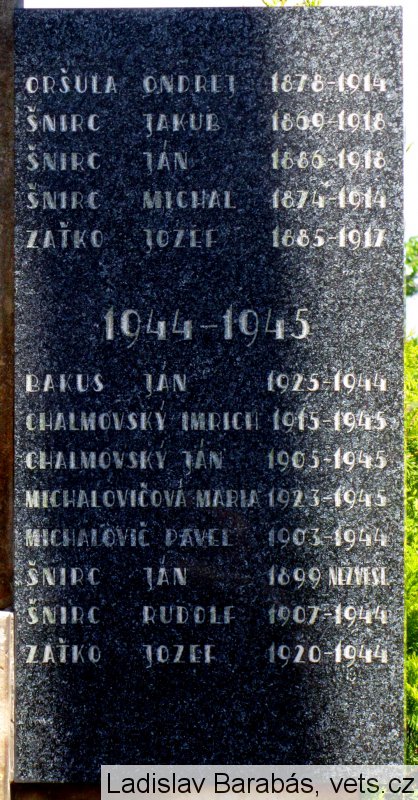 ORŠULA ONDREJ 1878-1914
ŠNIRC JAKUB 1869-1918
ŠNIRC JÁN 1886-1918
ŠNIRC MICHAL 1874-1914
ZAŤKO JOZEF 1885-1917
1944-1945
BAKUS JÁN 1925-1944
CHALMOVSKÝ IMRICH 1915-1945
CHALMOVSKÝ JÁN 1905-1945
MICHALOVIČOVÁ MARIA 1923-1945
MICHALOVIČ PAVEL 1903-1944
ŠNIRC JÁN 1899 NEZVEST.
ŠNIRC RUDOLF 1907-1944
ZAŤKO JOZEF 1920-1944
Ladislav Barabás, vets.cz